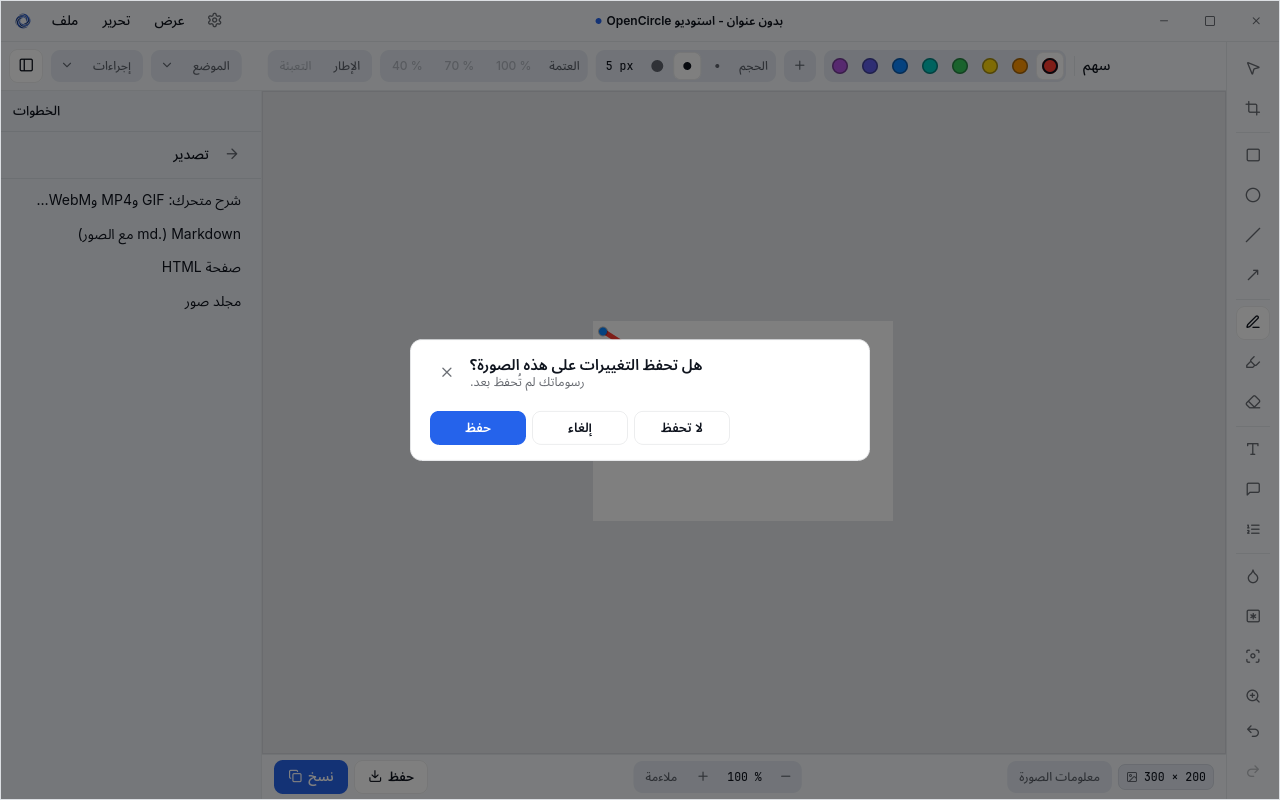 ملف
تحرير
عرض
بدون عنوان - استوديو OpenCircle
سهم
الحجم
5 px
العتمة
100 %
70 %
40 %
الإطار
التعبئة
الموضع
إجراءات
الخطوات
تصدير
شرح متحرك: GIF وMP4 وWebM...
Markdown (.md مع الصور)
صفحة HTML
مجلد صور
هل تحفظ التغييرات على هذه الصورة؟
رسوماتك لم تُحفظ بعد.
لا تحفظ
إلغاء
حفظ
300 × 200
معلومات الصورة
100 %
ملاءمة
حفظ
نسخ